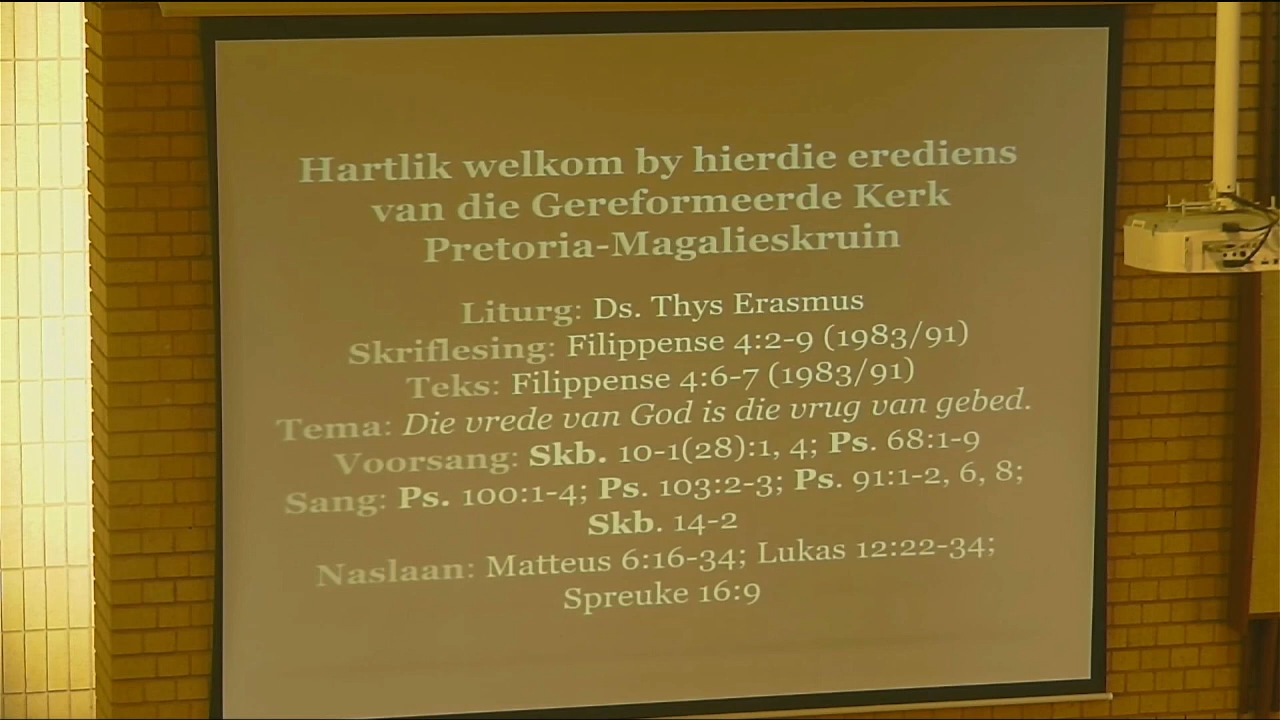 Hartlik welkom by hierdie erediens
van die Gereformeerde Kerk
Pretoria-Magalieskruin
Liturg: Ds. Thys Erasmus
Skriflesing: Filippense 4:2-9 (1983/91)
Teks: Filippense 4:6-7 (1983/91)
Tema: Die vrede van God is die vrug van gebed.
Voorsang: Skb. 10-1(28):1, 4; Ps. 68:1-9
Sang: Ps. 100:1-4; Ps. 103:2-3; Ps. 91:1-2, 6, 8;
Skb. 14-2
Naslaan: Matteus 6:16-34; Lukas 12:22-34;
Spreuke 16:9